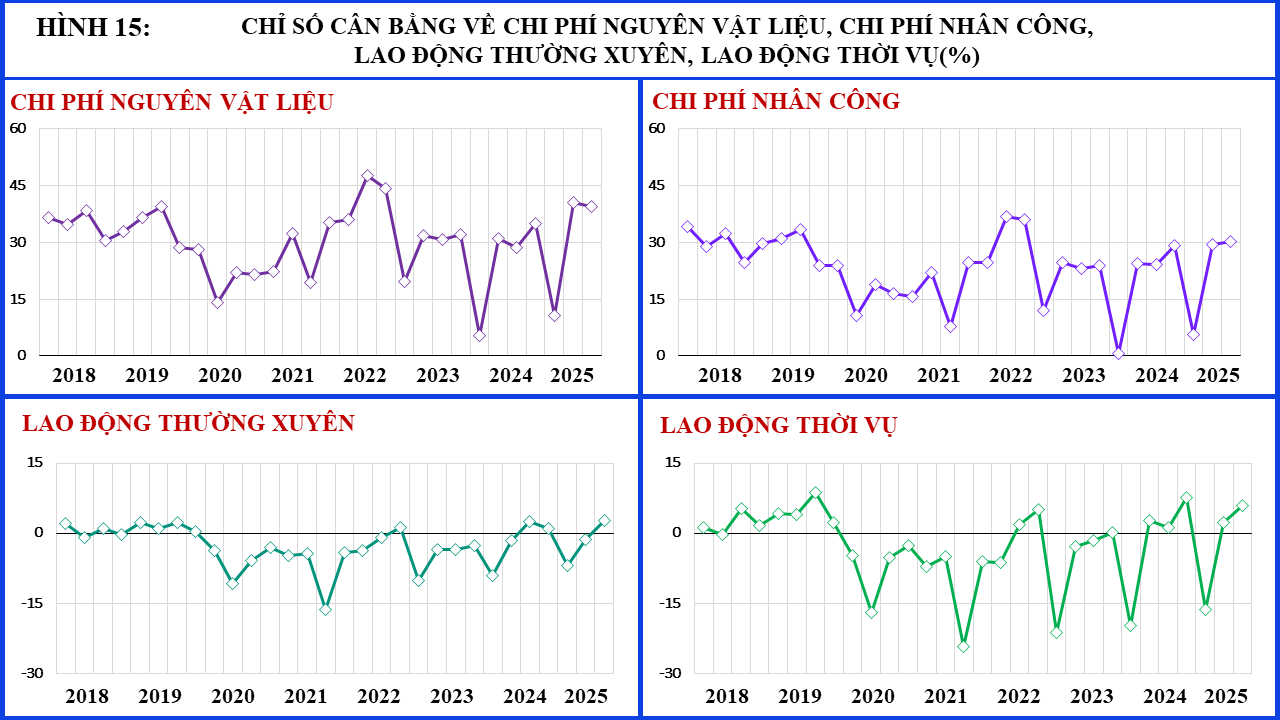 HÌNH 15:
CHỈ SỐ CÂN BẰNG VỀ CHI PHÍ NGUYÊN VẬT LIỆU, CHI PHÍ NHÂN CÔNG,
LAO ĐỘNG THƯỜNG XUYÊN, LAO ĐỘNG THỜI VỤ(%)
CHI PHÍ NGUYÊN VẬT LIỆU
60
45
30
15
0
2018 2019 2020 2021 2022 2023 2024 2025
CHI PHÍ NHÂN CÔNG
60
45
30
15
0
2018 2019 2020 2021 2022 2023 2024 2025
LAO ĐỘNG THƯỜNG XUYÊN
15
0
-15
-30
2018 2019 2020 2021 2022 2023 2024 2025
LAO ĐỘNG THỜI VỤ
15
0
-15
-30
2018 2019 2020 2021 2022 2023 2024 2025